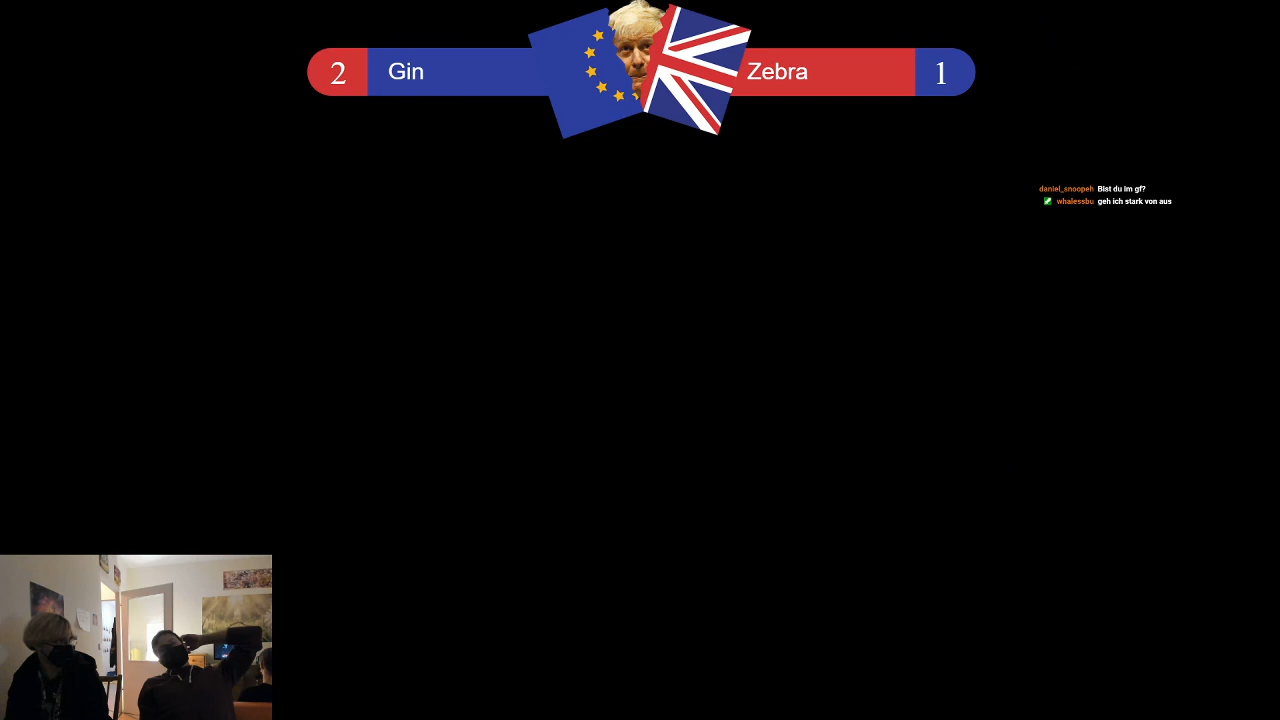 2 Gin Zebra 1
daniel_snoopeh Bist du im gf?
whalessbu geh ich stark von aus